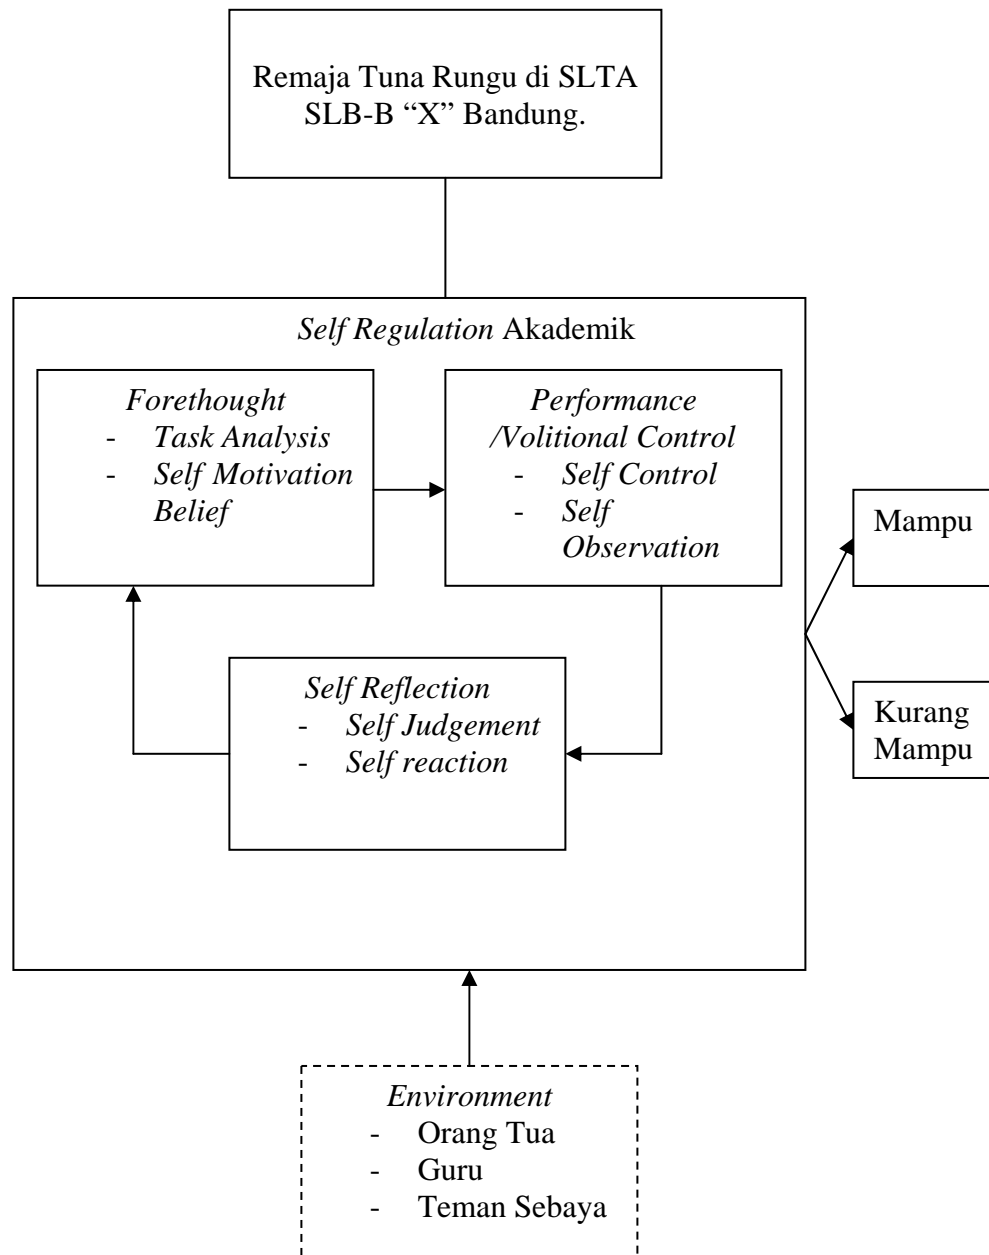 Remaja Tuna Rungu di SLTA
SLB-B “X” Bandung.
Self Regulation Akademik
Forethought
- Task Analysis
- Self Motivation
Belief
Performance
/Volitional Control
- Self Control
- Self
Observation
Self Reflection
- Self Judgement
- Self reaction
Mampu
Kurang
Mampu
Environment
- Orang Tua
- Guru
- Teman Sebaya